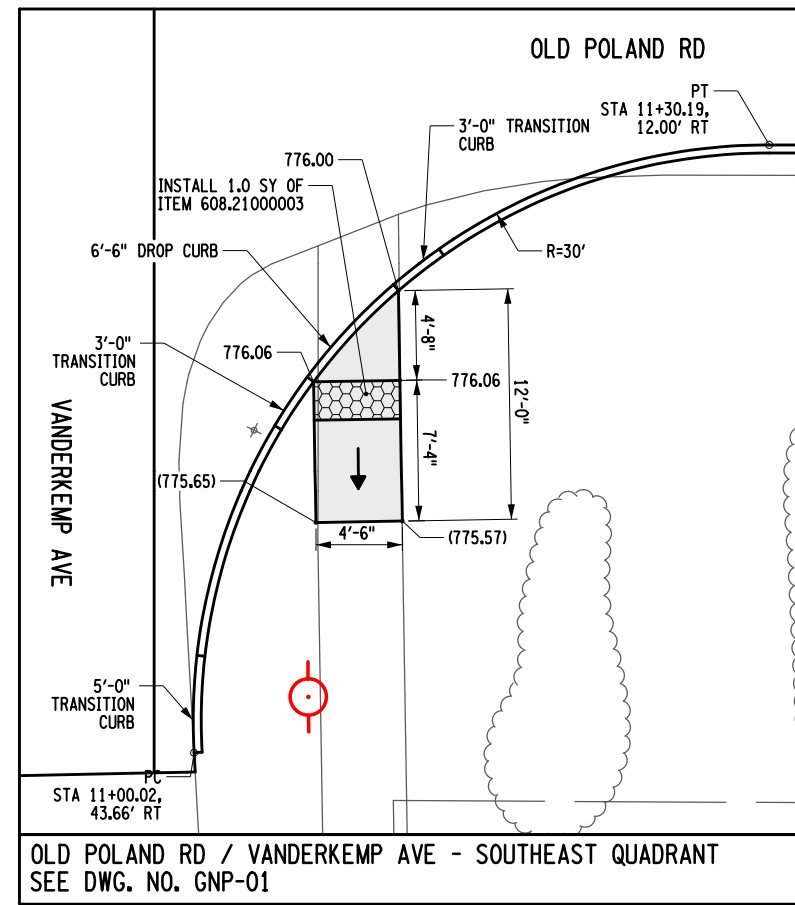 OLD POLAND RD
PT
STA 11+30.19,
12.00' RT
3'-0" TRANSITION
CURB
776.00
INSTALL 1.0 SY OF
ITEM 608.21000003
6'-6" DROP CURB
R=30'
3'-0"
TRANSITION
CURB
776.06
4'-8"
776.06
12'-0"
7'-4"
VANDERKEMP AVE
(775.65)
4'-6"
(775.57)
5'-0"
TRANSITION
CURB
PC
STA 11+00.02,
43.66' RT
OLD POLAND RD / VANDERKEMP AVE - SOUTHEAST QUADRANT
SEE DWG. NO. GNP-01